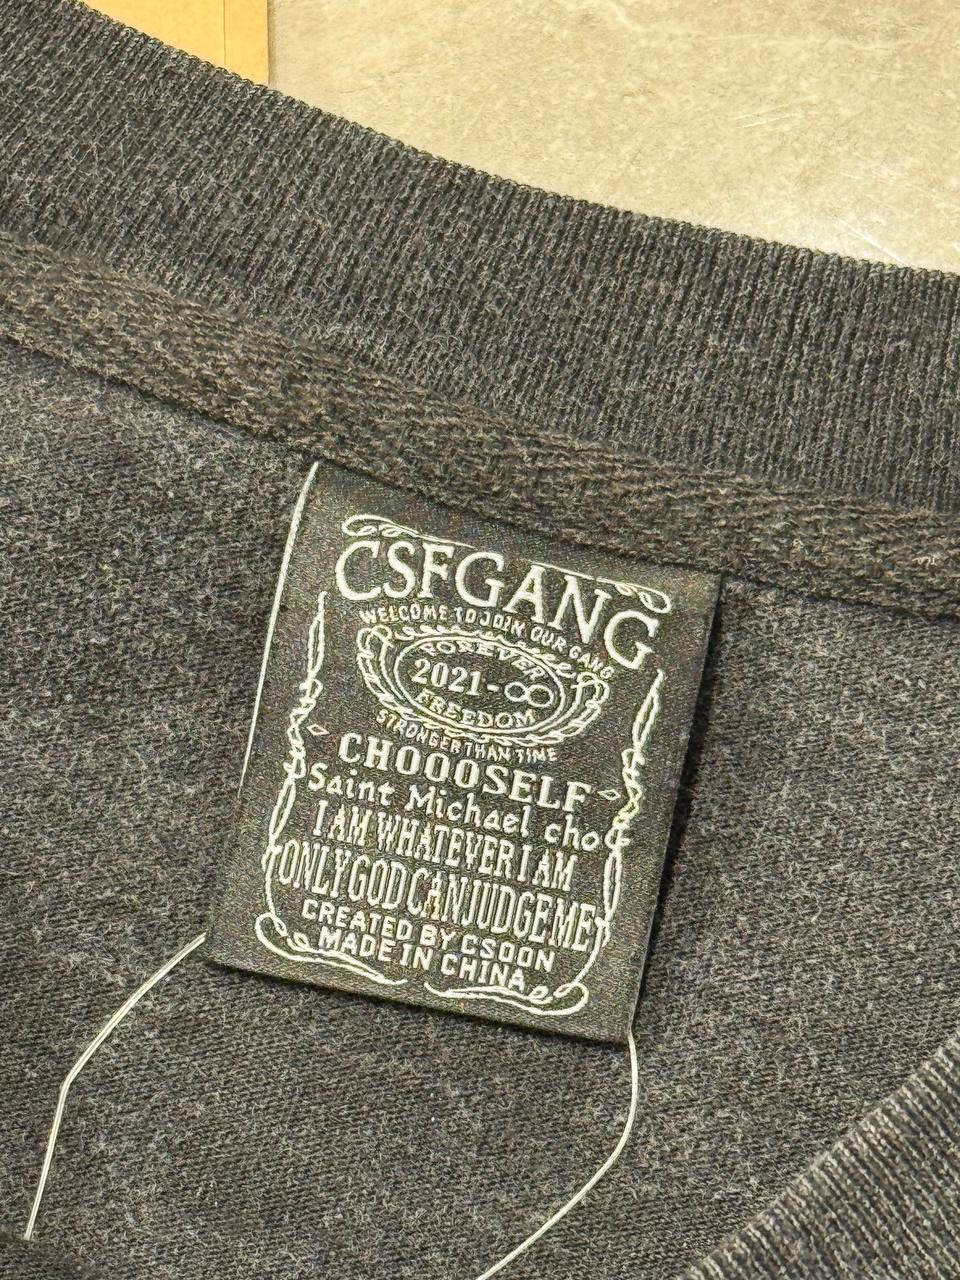 CSFGANG
WELCOME TO JOIN OUR GANG
FOREVER
2021-∞
FREEDOM
STRONGER THAN TIME
CHOOOSELF
Saint Michael cho
I AM WHATEVER I AM
ONLY GOD CAN JUDGE ME
CREATED BY CSOON
MADE IN CHINA